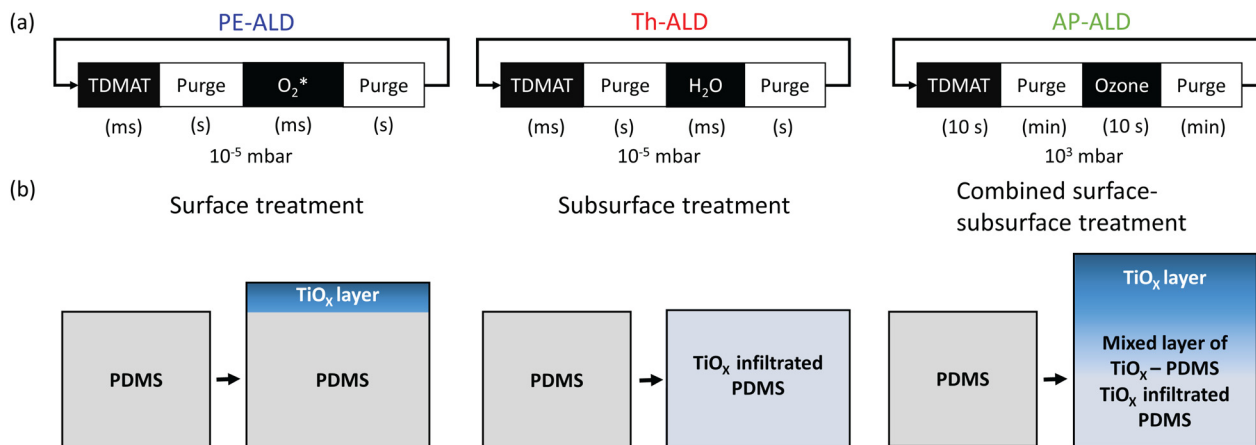 (a) PE-ALD Th-ALD AP-ALD
TDMAT Purge O₂* Purge TDMAT Purge H₂O Purge TDMAT Purge Ozone Purge
(ms) (s) (ms) (s) (ms) (s) (ms) (s) (10 s) (min) (10 s) (min)
10⁻⁵ mbar 10⁻⁵ mbar 10³ mbar
(b) Surface treatment Subsurface treatment Combined surface-
subsurface treatment
PDMS
TiOₓ layer
PDMS
PDMS
TiOₓ infiltrated
PDMS
PDMS
TiOₓ layer
Mixed layer of
TiOₓ – PDMS
TiOₓ infiltrated
PDMS